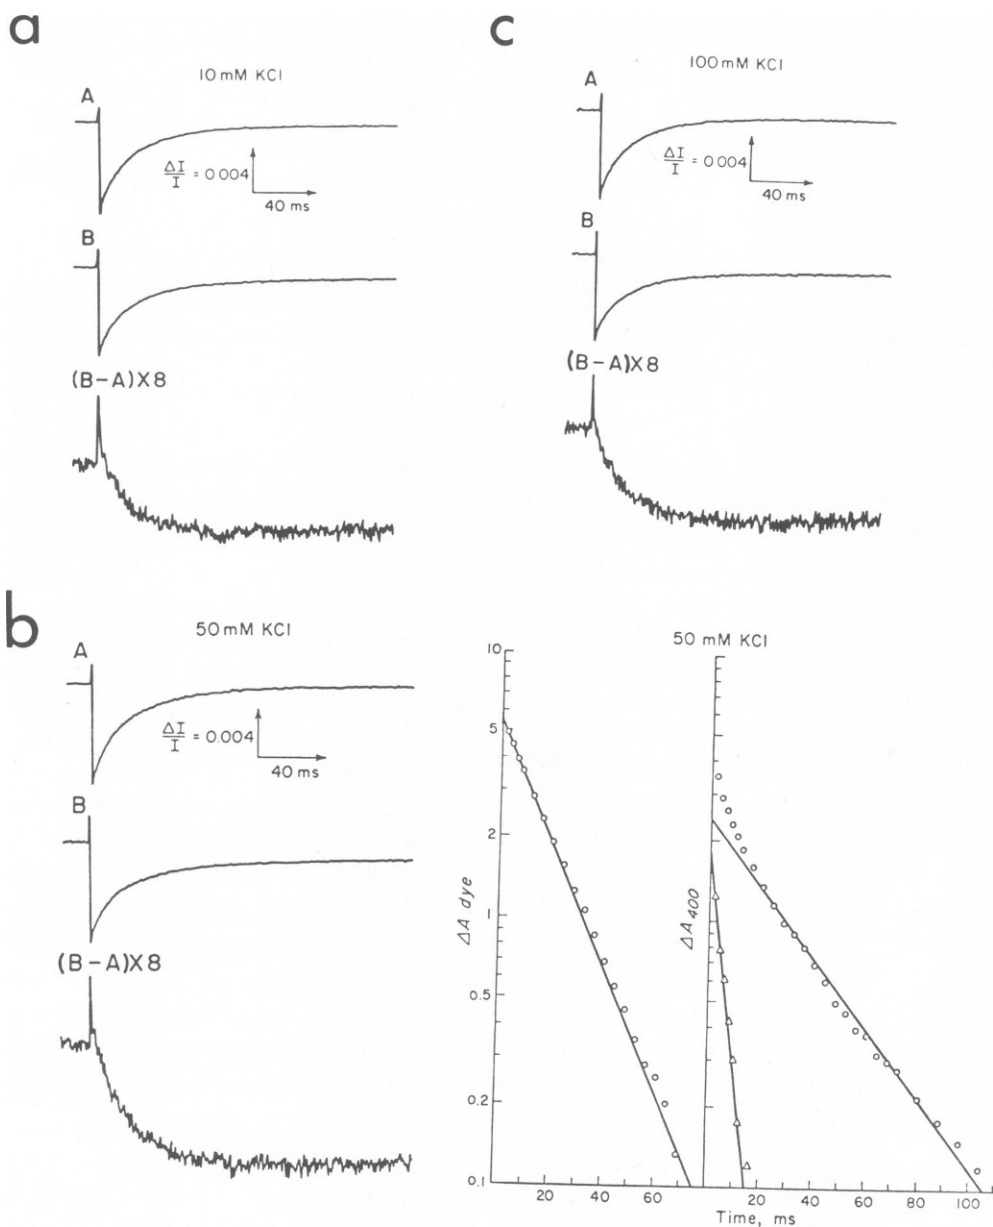 a
10 mM KCl
A
ΔI/I = 0.004
40 ms
B
(B-A)X8
c
100 mM KCl
A
ΔI/I = 0.004
40 ms
B
(B-A)X8
b
50 mM KCl
A
ΔI/I = 0.004
40 ms
B
(B-A)X8
50 mM KCl
10
5
2
1
0.5
0.2
0.1
ΔA dye
20 40 60
ΔA400
20 40 60 80 100
Time, ms